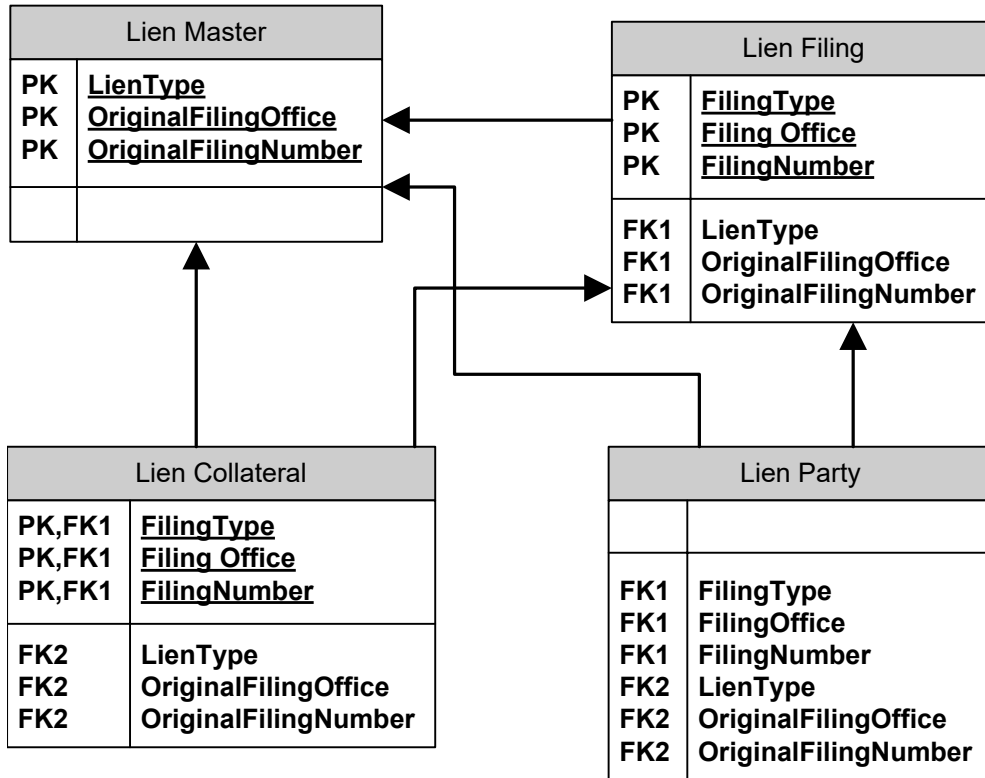 Lien Master
PK LienType
PK OriginalFilingOffice
PK OriginalFilingNumber
Lien Filing
PK FilingType
PK Filing Office
PK FilingNumber
FK1 LienType
FK1 OriginalFilingOffice
FK1 OriginalFilingNumber
Lien Collateral
PK,FK1 FilingType
PK,FK1 Filing Office
PK,FK1 FilingNumber
FK2 LienType
FK2 OriginalFilingOffice
FK2 OriginalFilingNumber
Lien Party
FK1 FilingType
FK1 FilingOffice
FK1 FilingNumber
FK2 LienType
FK2 OriginalFilingOffice
FK2 OriginalFilingNumber